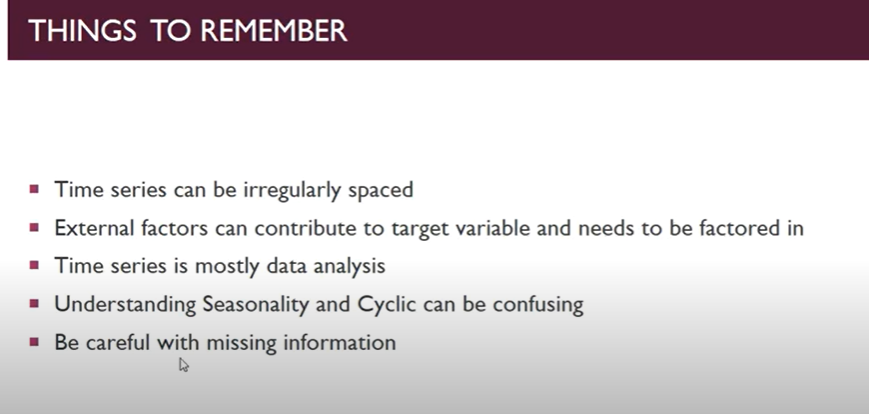 THINGS TO REMEMBER
Time series can be irregularly spaced
External factors can contribute to target variable and needs to be factored in
Time series is mostly data analysis
Understanding Seasonality and Cyclic can be confusing
Be careful with missing information